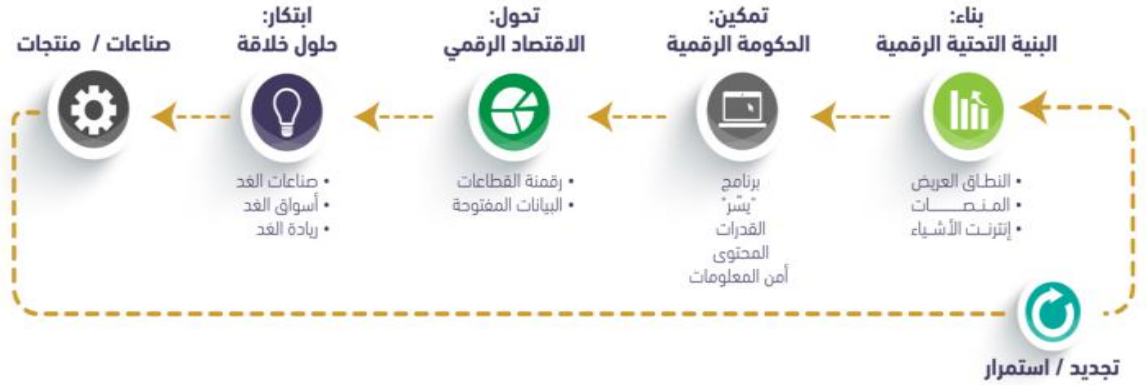 بناء:
البنية التحتية الرقمية
• النطاق العريض
• المنصات
• إنترنت الأشياء
تمكين:
الحكومة الرقمية
برنامج
"يسّر"
القدرات
المحتوى
أمن المعلومات
تحول:
الاقتصاد الرقمي
• رقمنة القطاعات
• البيانات المفتوحة
ابتكار:
حلول خلاقة
• صناعات الغد
• أسواق الغد
• ريادة الغد
صناعات / منتجات
تجديد / استمرار